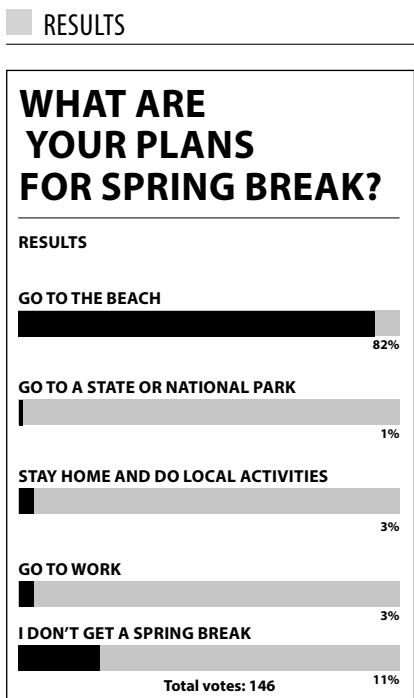 RESULTS
WHAT ARE
YOUR PLANS
FOR SPRING BREAK?
RESULTS
GO TO THE BEACH
82%
GO TO A STATE OR NATIONAL PARK
1%
STAY HOME AND DO LOCAL ACTIVITIES
3%
GO TO WORK
3%
I DON'T GET A SPRING BREAK
11%
Total votes: 146